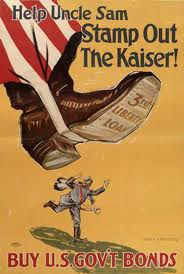 Help Uncle Sam
Stamp Out
The Kaiser!
3rd
LIBERTY
LOAN
BUY U.S. GOV'T BONDS